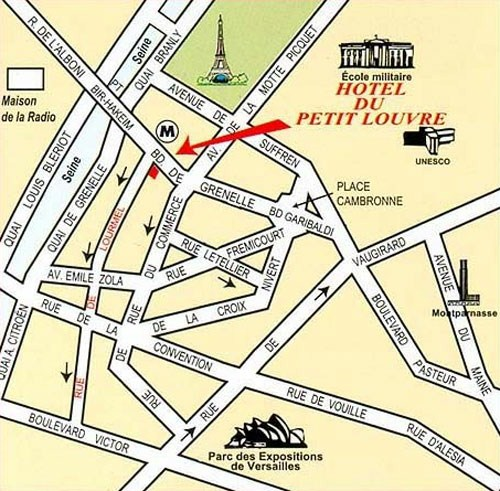 R. DE L'ALBONI
Seine
QUAI BRANLY
PT.
BIR-HAKEIM
AVENUE DE
SUFFREN
AV. DE LA MOTTE PICQUET
École militaire
HOTEL
DU
PETIT LOUVRE
Maison
de la Radio
M
UNESCO
QUAI LOUIS BLERIOT
Seine
QUAI DE GRENELLE
BD. DE
GRENELLE
BD GARIBALDI
PLACE
CAMBRONNE
RUE DE LOURMEL
RUE DU COMMERCE
RUE LETELLIER
RUE FREMICOURT
NIVERT
AV. EMILE ZOLA
RUE DE VAUGIRARD
AVENUE DU
MAINE
Montparnasse
QUAI A. CITROËN
RUE DE LA
CONVENTION
RUE DE LA CROIX
BOULEVARD
PASTEUR
RUE DE VOUILLE
RUE D'ALESIA
BOULEVARD VICTOR
Parc des Expositions
de Versailles